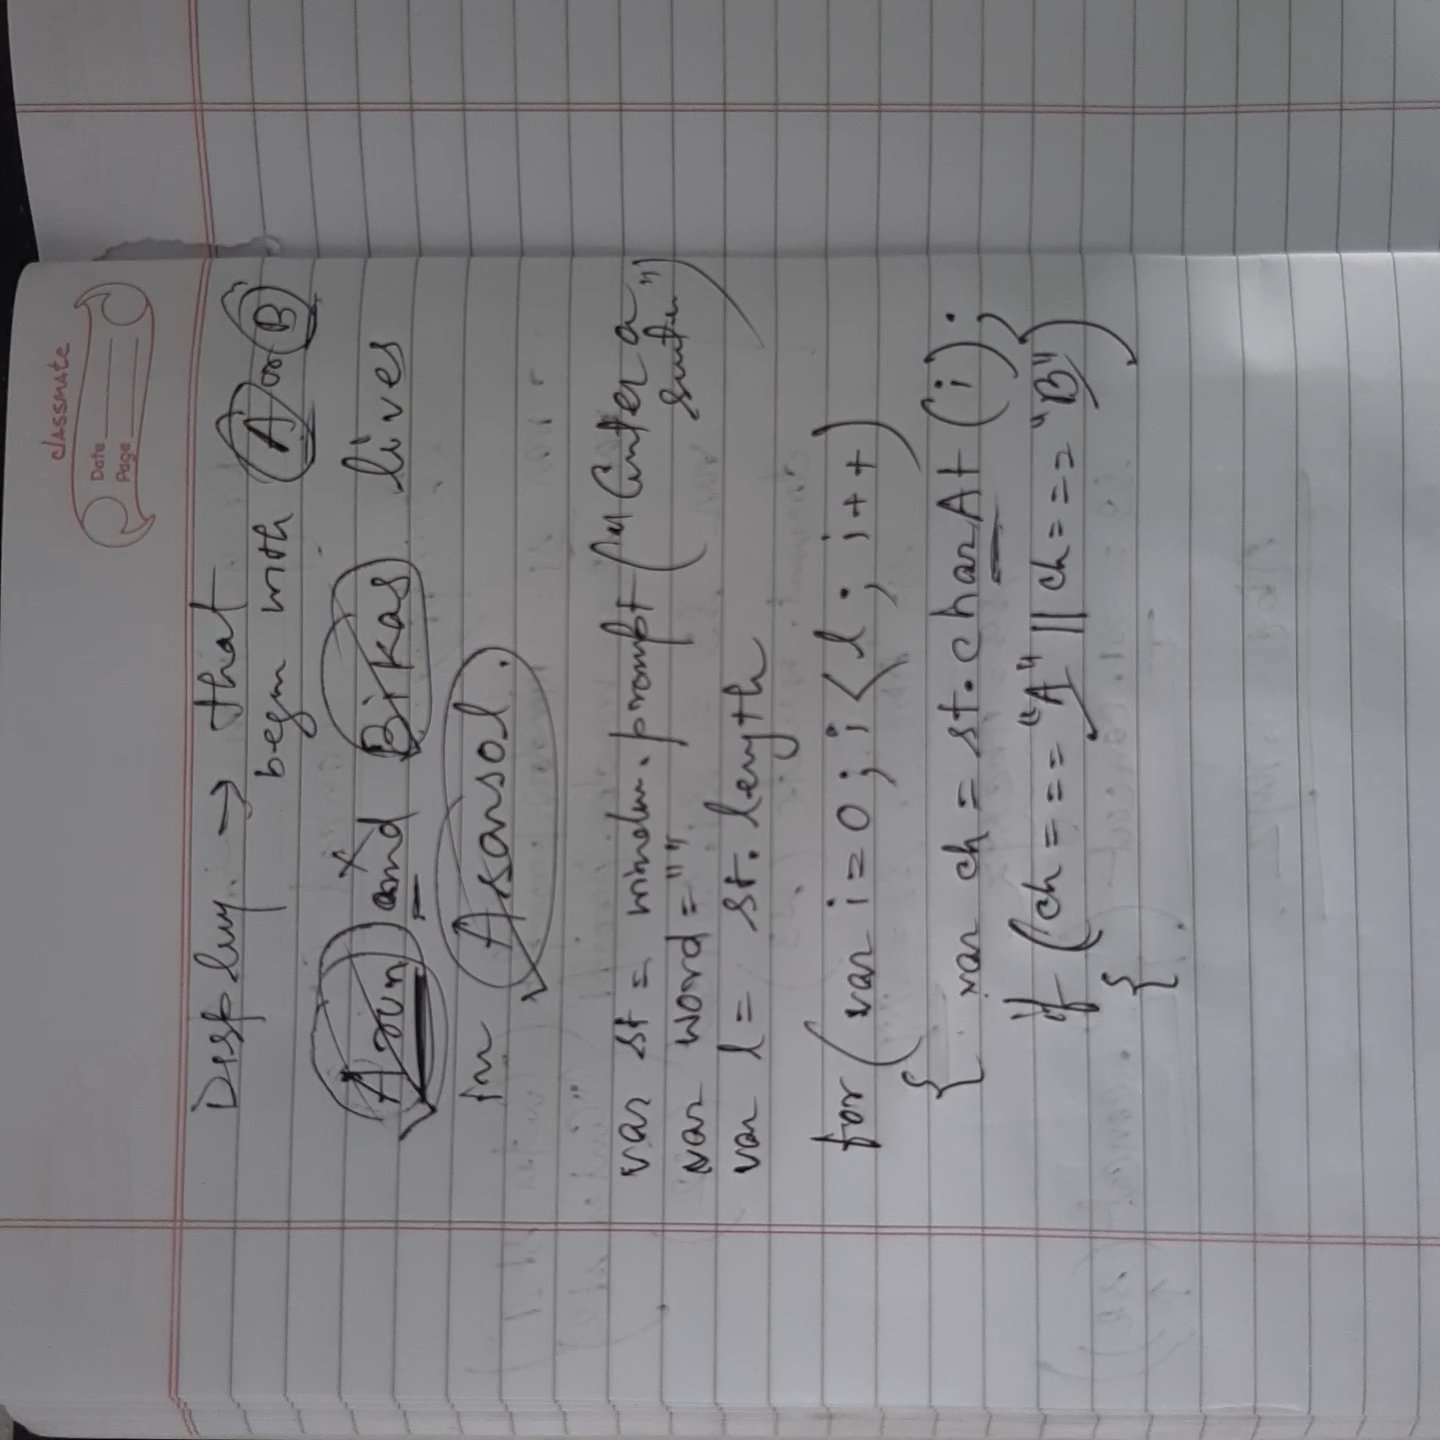 classmate
Date
Page
Display. → that
begin with A or B
Arun and Bikas lives
in Asansol.
var st = window.prompt("Enter a
");
var word = ""
var l = st.length
for (var i=0; i<l; i++)
{ var ch = st.charAt(i);
if (ch === "A" || ch === "B")
{